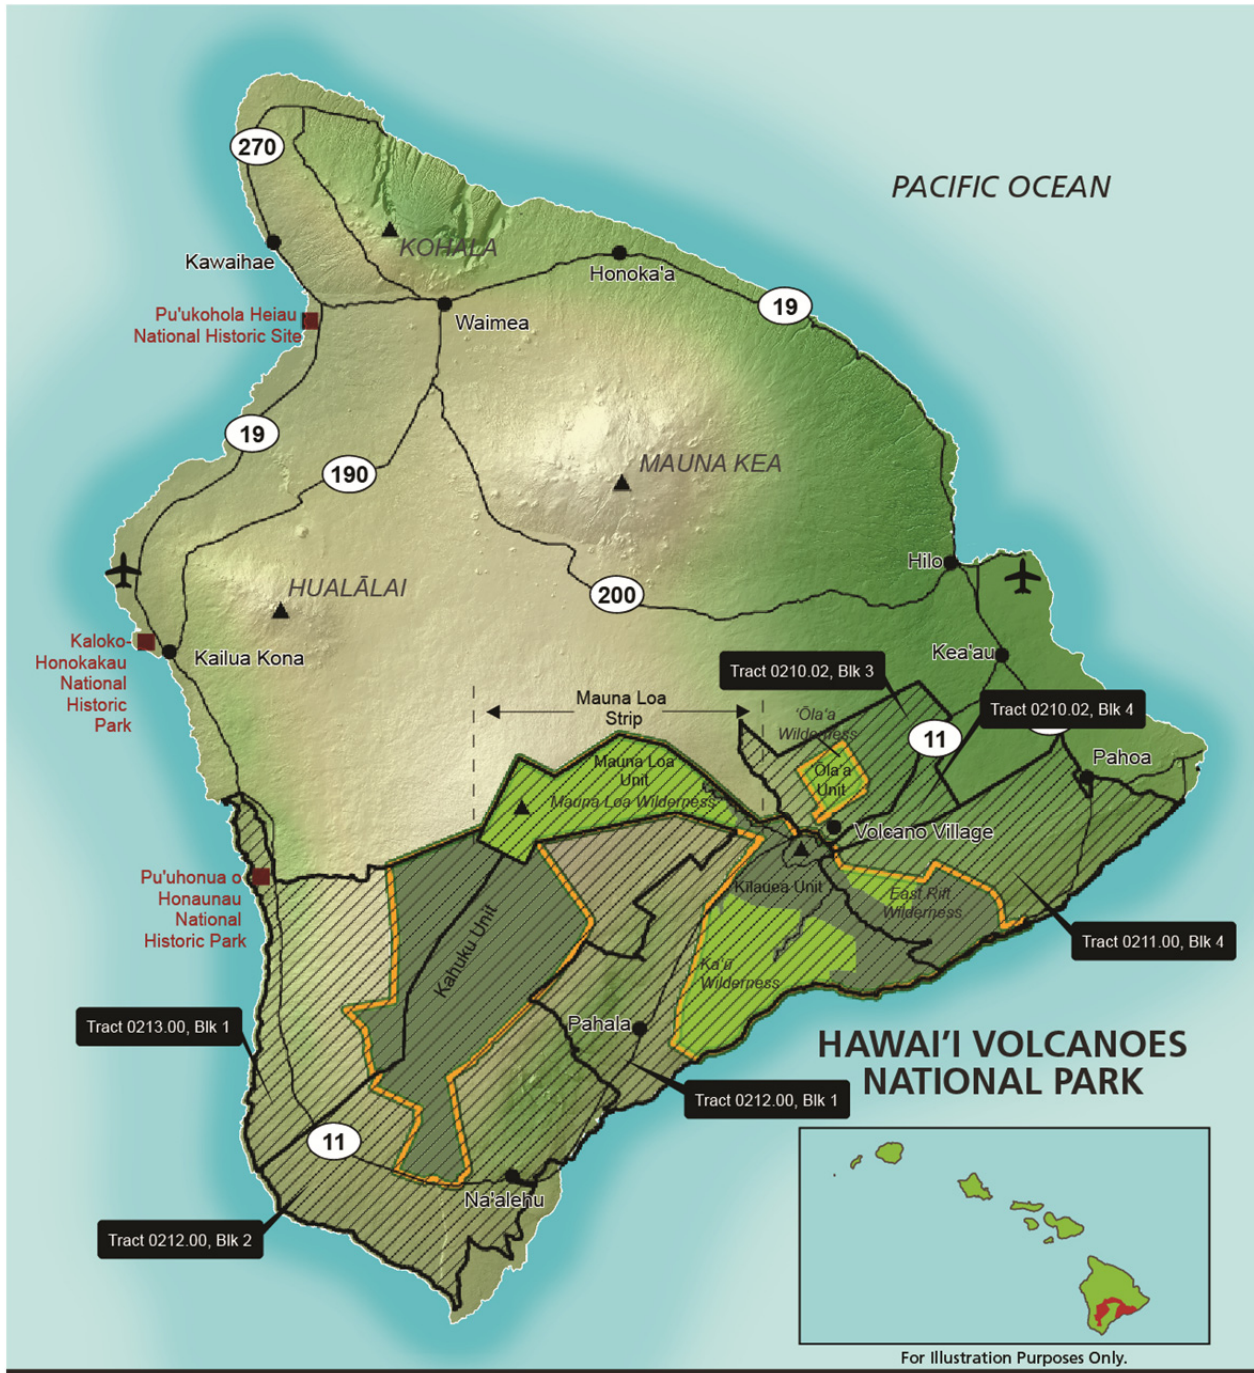 PACIFIC OCEAN
270
KOHALA
Kawaihae
Honoka'a
19
Pu'ukohola Heiau
National Historic Site
Waimea
19
190
MAUNA KEA
Hilo
HUALĀLAI
200
Kaloko-
Honokakau
National
Historic
Park
Kailua Kona
Kea'au
Tract 0210.02, Blk 3
Mauna Loa
Strip
'Ōla'a
Wilderness
Tract 0210.02, Blk 4
11
Pahoa
Mauna Loa
Unit
Mauna Loa Wilderness
Ōla'a
Unit
Volcano Village
Pu'uhonua o
Honaunau
National
Historic Park
Kahuku Unit
Kilauea Unit
East Rift
Wilderness
Tract 0211.00, Blk 4
Ka'ū
Wilderness
Tract 0213.00, Blk 1
Pahala
HAWAI'I VOLCANOES
NATIONAL PARK
Tract 0212.00, Blk 1
11
Na'alehu
Tract 0212.00, Blk 2
For Illustration Purposes Only.